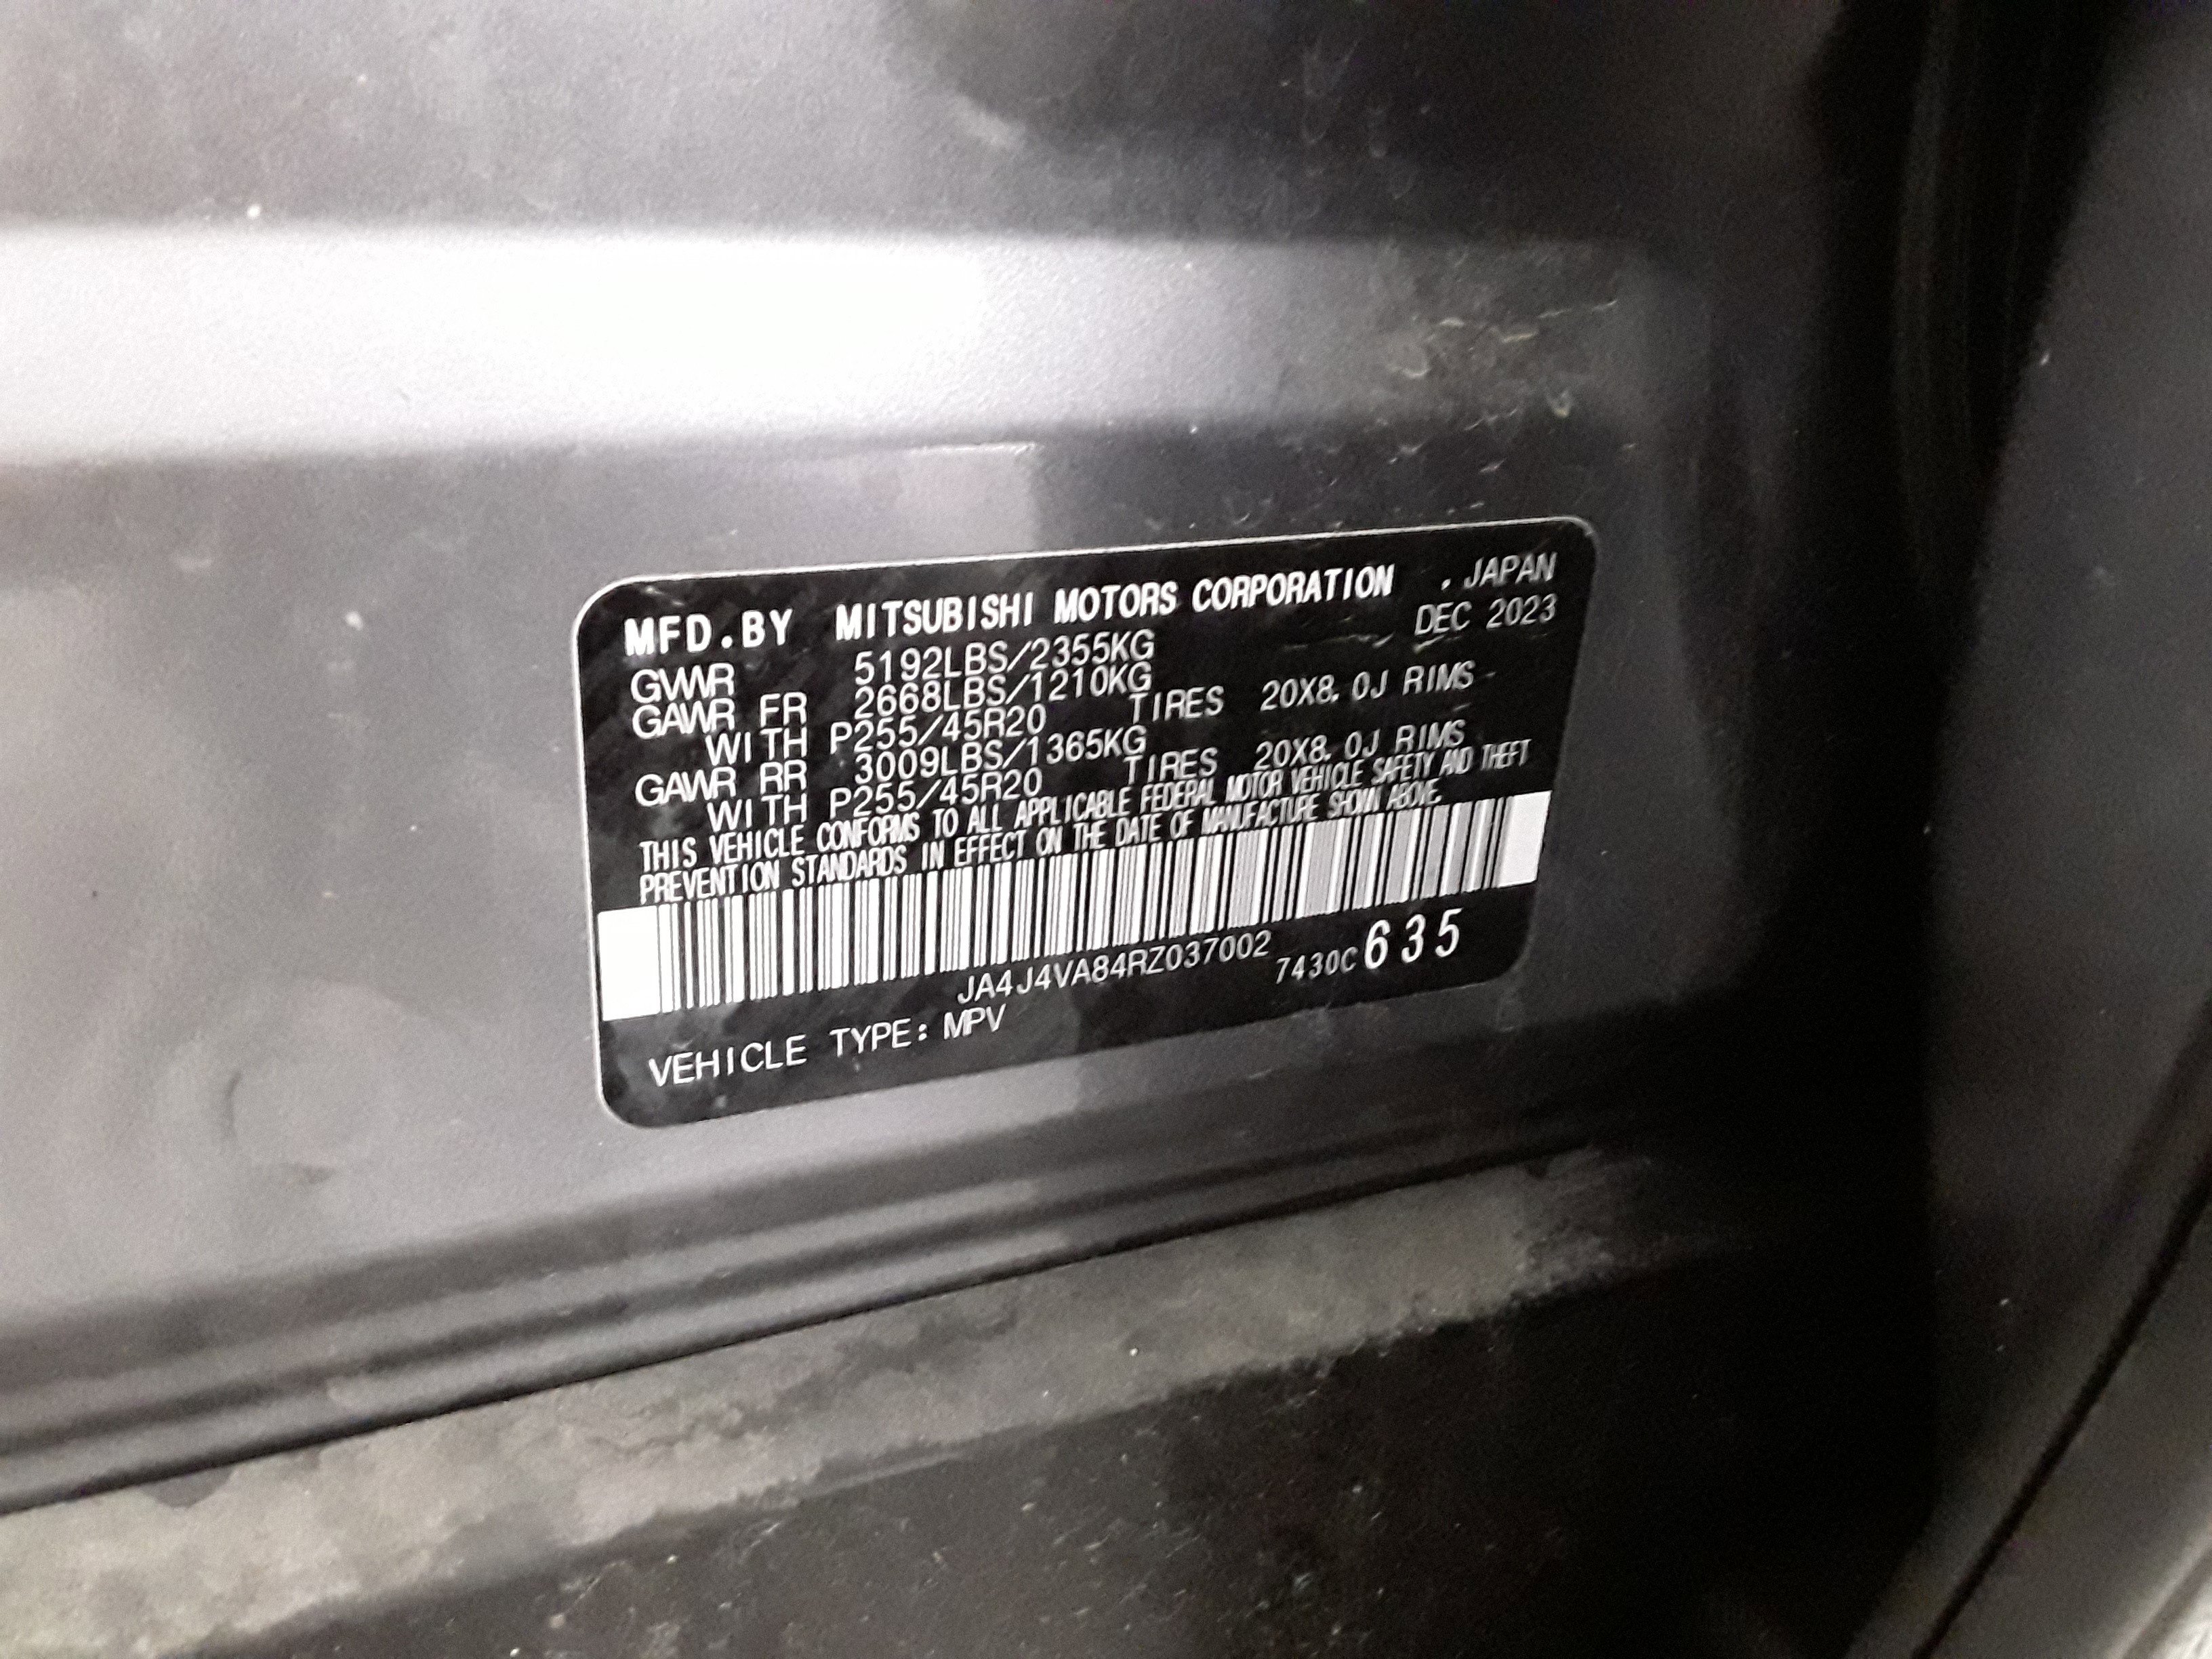 MFD.BY MITSUBISHI MOTORS CORPORATION , JAPAN
DEC 2023
GVWR 5192LBS/2355KG
GAWR FR 2668LBS/1210KG
WITH P255/45R20 TIRES 20X8.0J RIMS
GAWR RR 3009LBS/1365KG
WITH P255/45R20 TIRES 20X8.0J RIMS
THIS VEHICLE CONFORMS TO ALL APPLICABLE FEDERAL MOTOR VEHICLE SAFETY AND THEFT
PREVENTION STANDARDS IN EFFECT ON THE DATE OF MANUFACTURE SHOWN ABOVE.
JA4J4VA84RZ037002 7430C635
VEHICLE TYPE: MPV